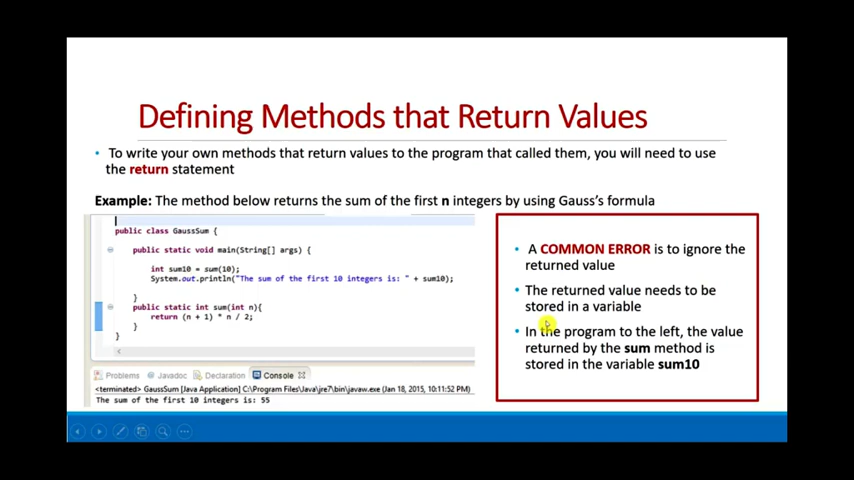 Defining Methods that Return Values
• To write your own methods that return values to the program that called them, you will need to use
the return statement
Example: The method below returns the sum of the first n integers by using Gauss's formula
public class GaussSum {
public static void main(String[] args) {
int sum10 = sum(10);
System.out.println("The sum of the first 10 integers is: " + sum10);
}
public static int sum(int n){
return (n + 1) * n / 2;
}
}
Problems @ Javadoc Declaration Console
<terminated> GaussSum [Java Application] C:\Program Files\Java\jre7\bin\javaw.exe (Jan 18, 2015, 10:11:52 PM)
The sum of the first 10 integers is: 55
• A COMMON ERROR is to ignore the
returned value
• The returned value needs to be
stored in a variable
• In the program to the left, the value
returned by the sum method is
stored in the variable sum10